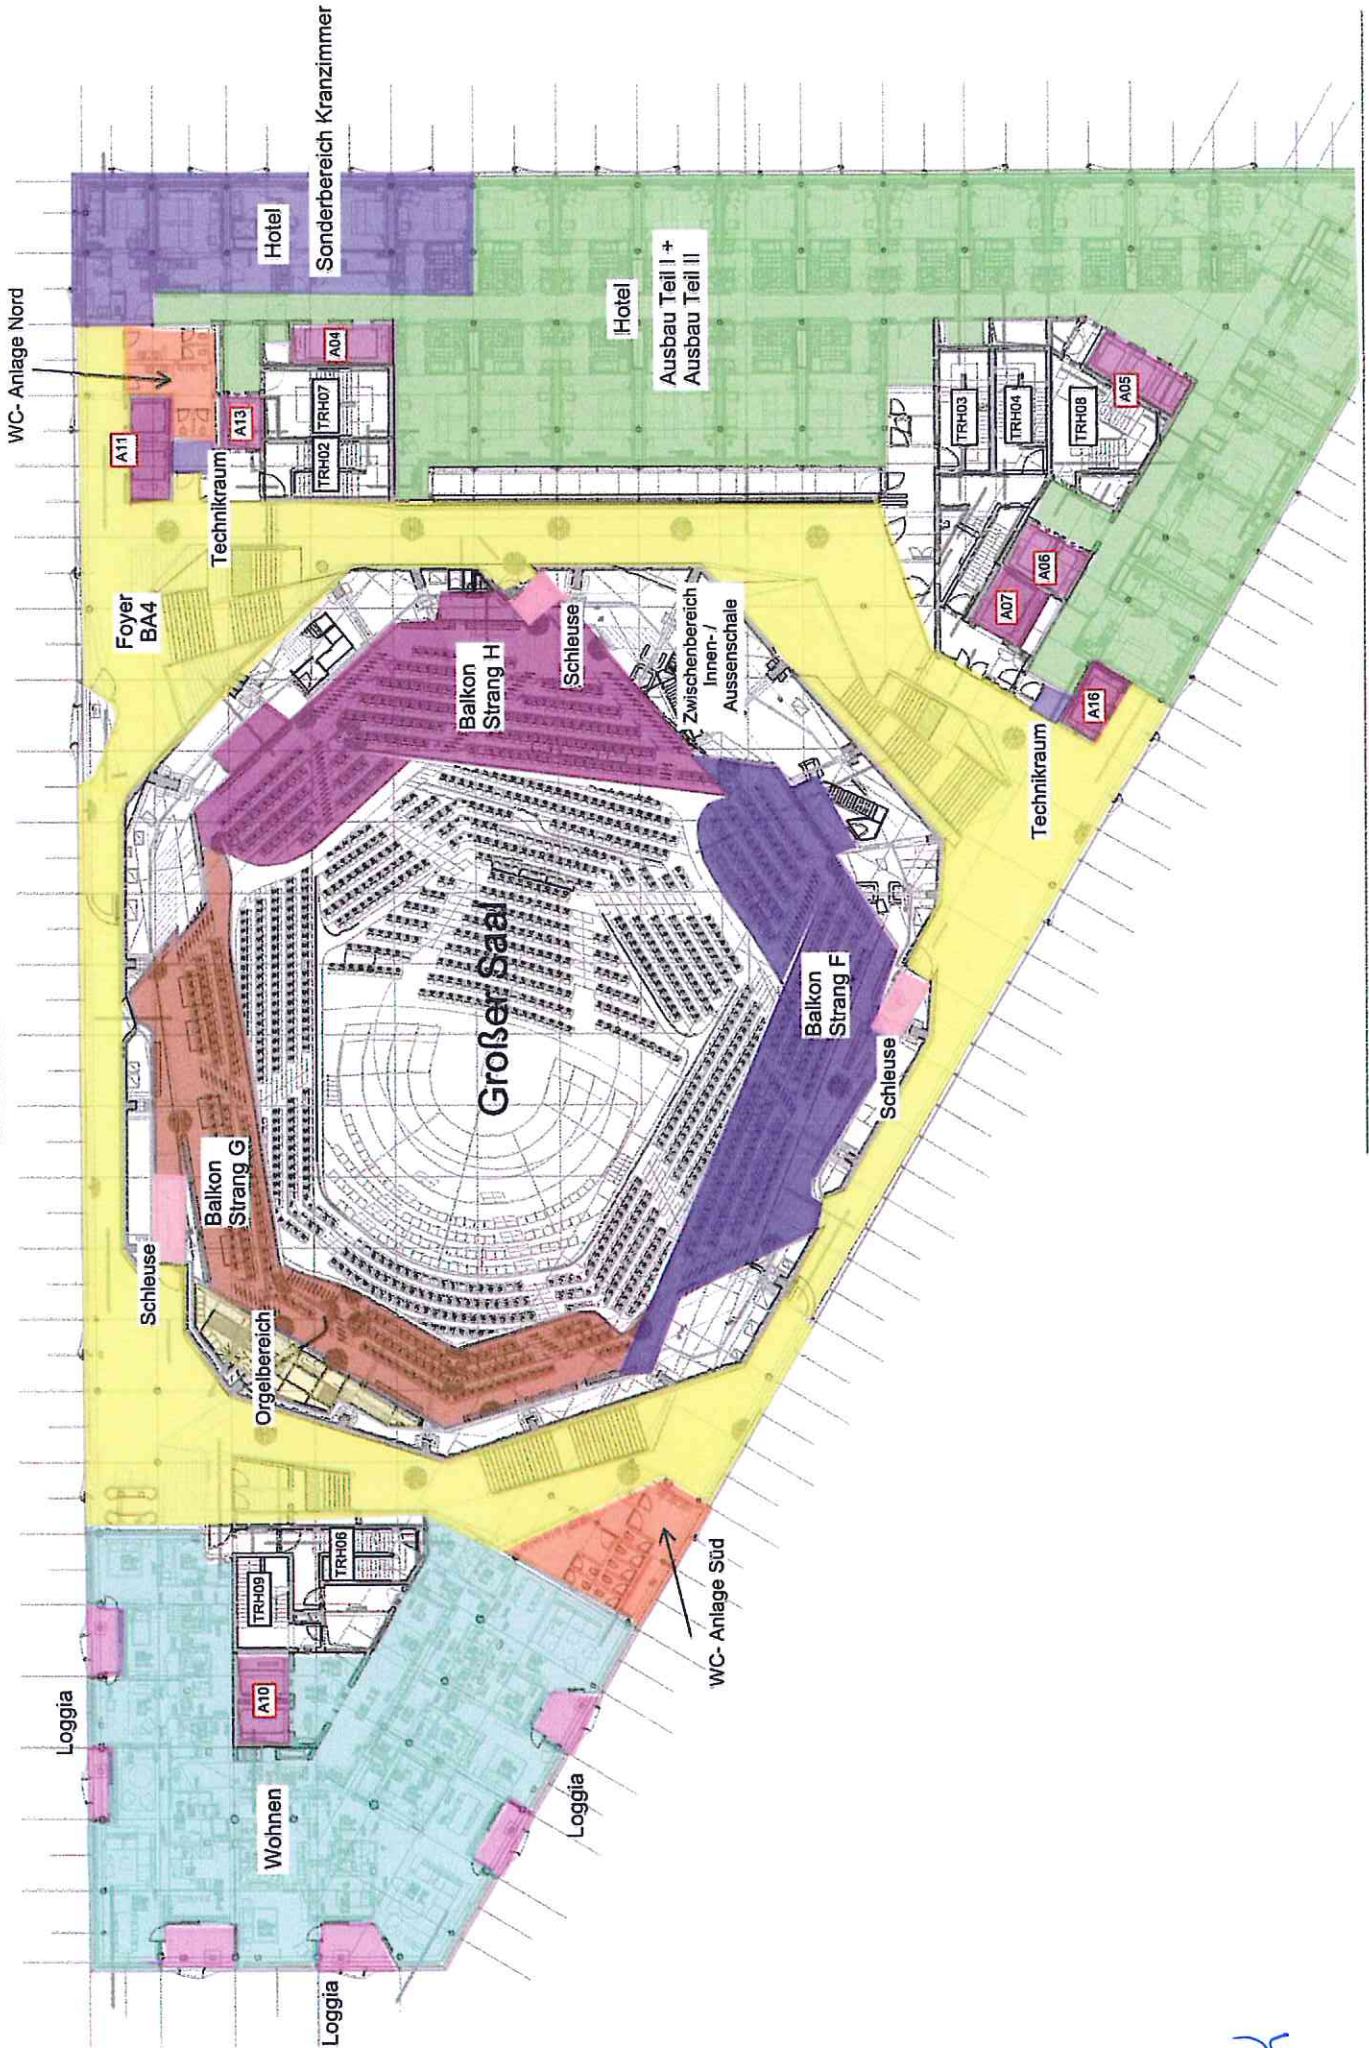 WC- Anlage Nord
Hotel
Sonderbereich Kranzimmer
A11
A13
A04
TRH07
TRH02
Technikraum
Foyer
BA4
Hotel
Ausbau Teil I +
Ausbau Teil II
TRH03
TRH04
TRH08
A05
A06
A07
A16
Technikraum
Balkon
Strang H
Schleuse
Zwischenbereich
Innen- /
Aussenschale
Großer Saal
Balkon
Strang F
Schleuse
Balkon
Strang G
Schleuse
Orgelbereich
TRH09
TRH06
A10
WC- Anlage Süd
Wohnen
Loggia
Loggia
Loggia